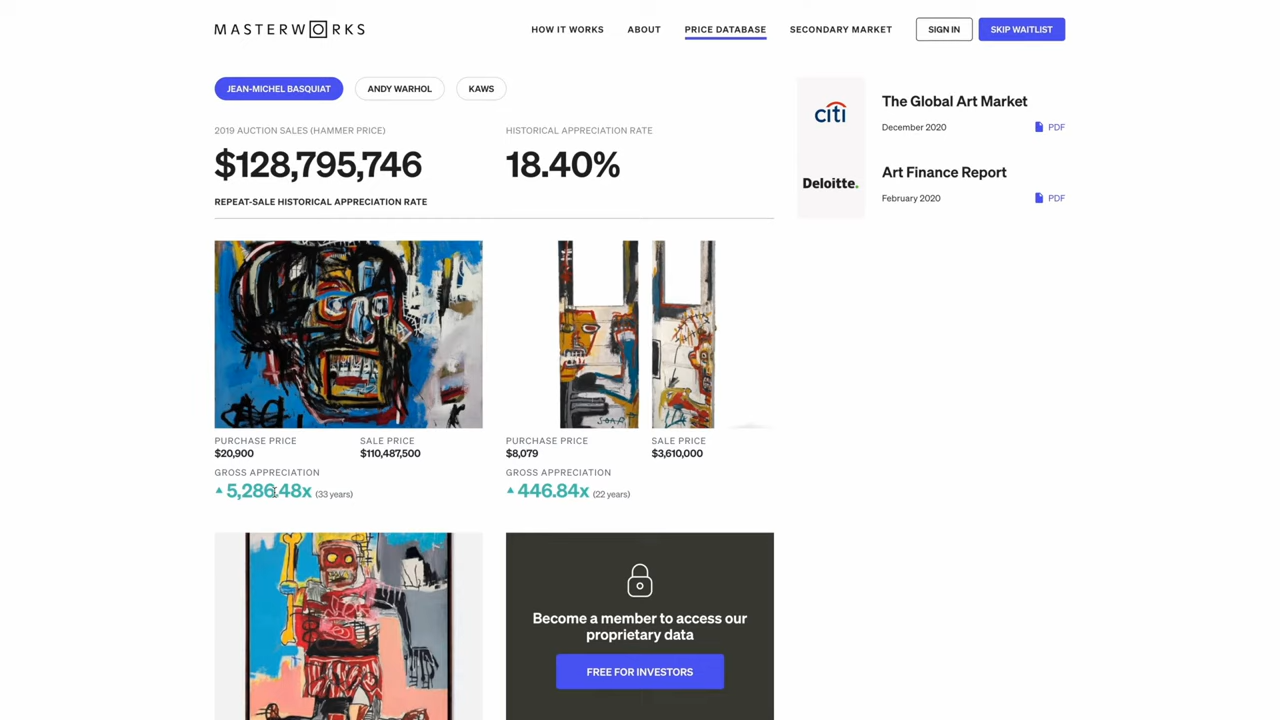 MASTERWORKS
HOW IT WORKS
ABOUT
PRICE DATABASE
SECONDARY MARKET
SIGN IN
SKIP WAITLIST
JEAN-MICHEL BASQUIAT
ANDY WARHOL
KAWS
2019 AUCTION SALES (HAMMER PRICE)
$128,795,746
HISTORICAL APPRECIATION RATE
18.40%
REPEAT-SALE HISTORICAL APPRECIATION RATE
citi
The Global Art Market
December 2020
PDF
Deloitte.
Art Finance Report
February 2020
PDF
PURCHASE PRICE
$20,900
SALE PRICE
$110,487,500
GROSS APPRECIATION
5,286.48x (33 years)
PURCHASE PRICE
$8,079
SALE PRICE
$3,610,000
GROSS APPRECIATION
446.84x (22 years)
Become a member to access our
proprietary data
FREE FOR INVESTORS